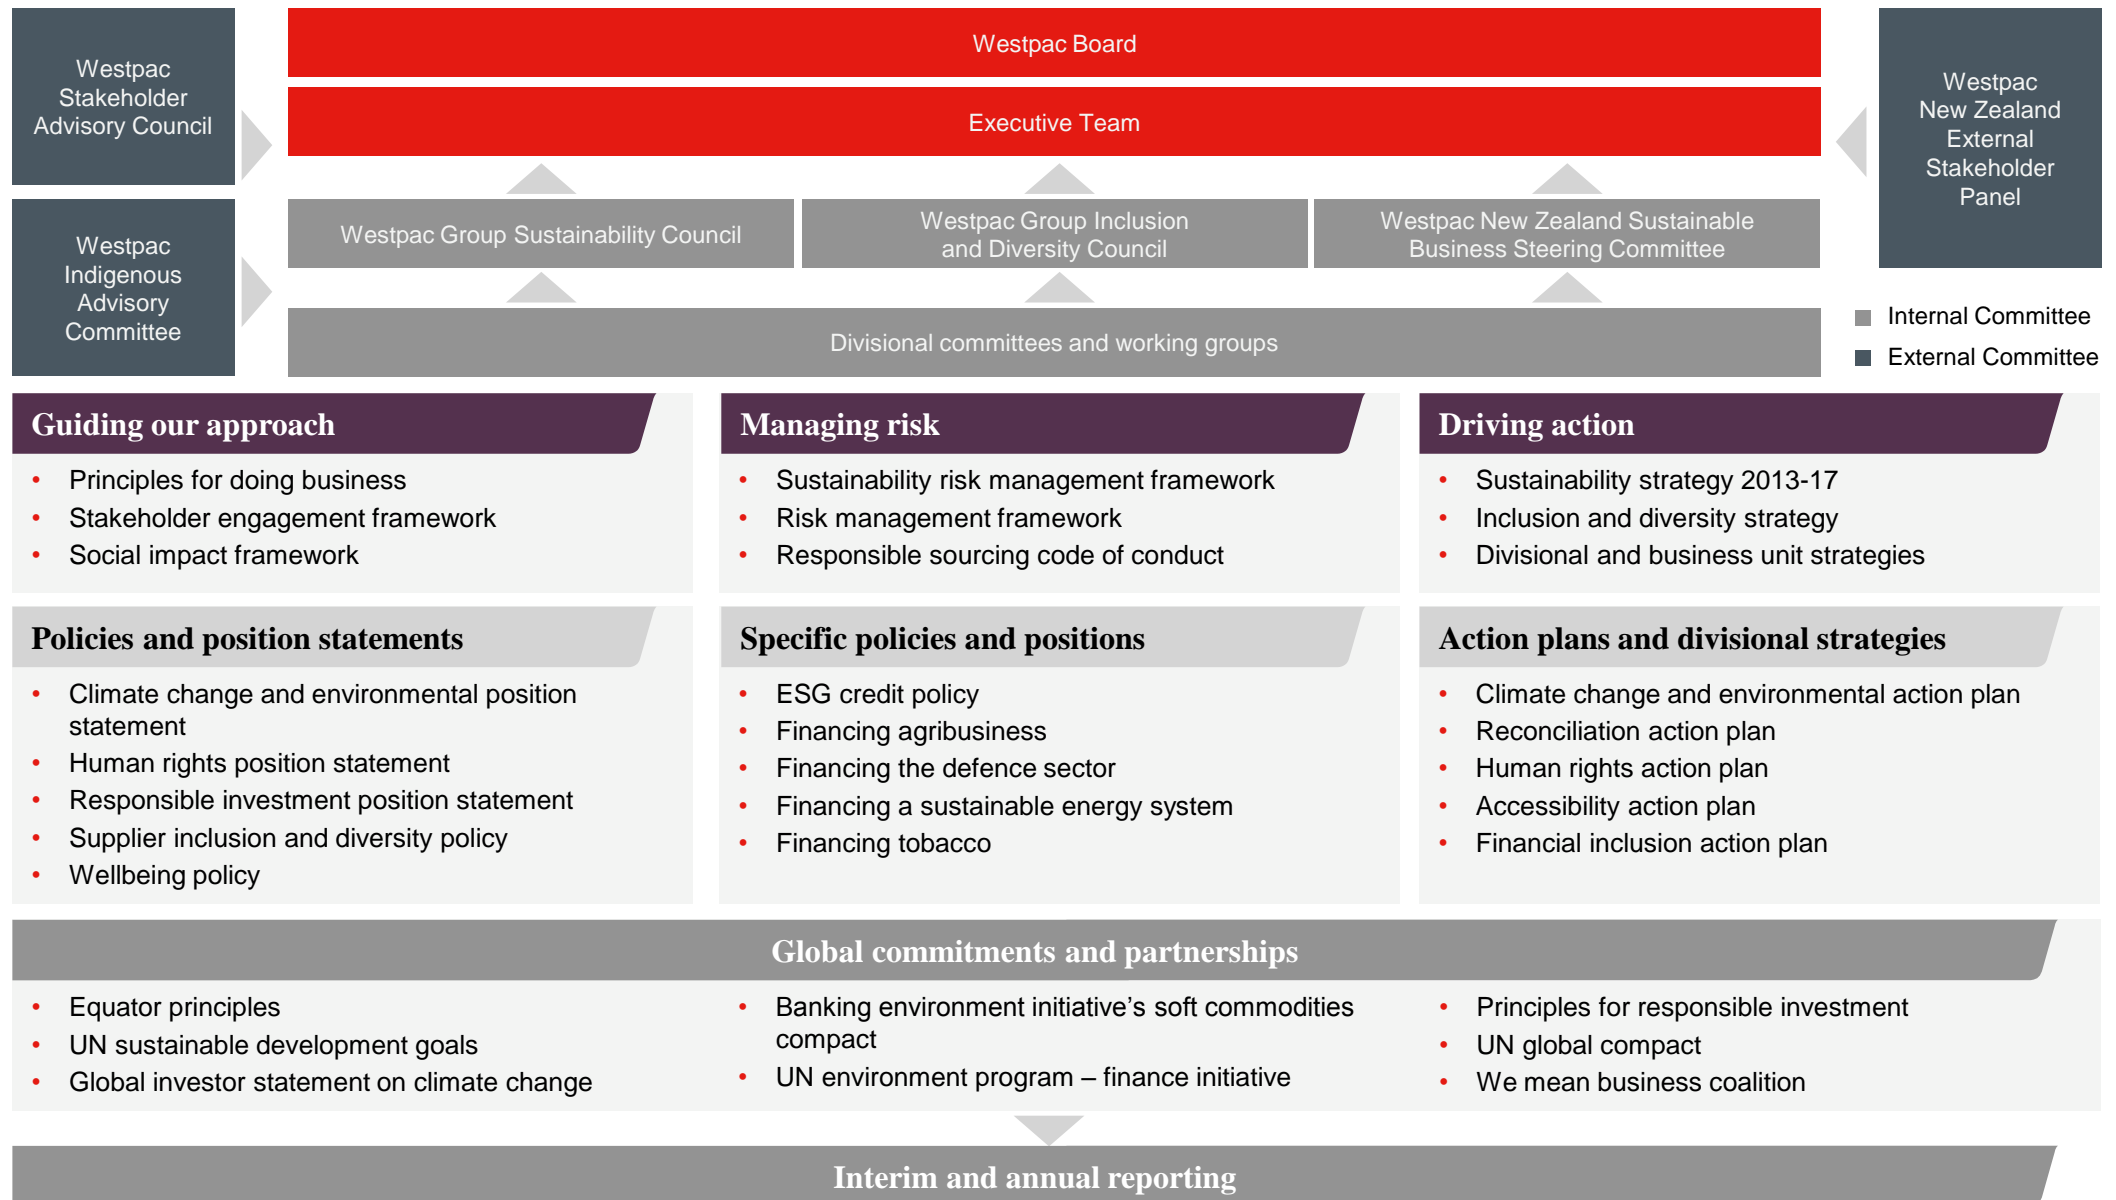 Westpac
Stakeholder
Advisory Council
Westpac Board
Executive Team
Westpac
New Zealand
External
Stakeholder
Panel
Westpac
Indigenous
Advisory
Committee
Westpac Group Sustainability Council
Westpac Group Inclusion
and Diversity Council
Westpac New Zealand Sustainable
Business Steering Committee
Divisional committees and working groups
Internal Committee
External Committee
Guiding our approach
• Principles for doing business
• Stakeholder engagement framework
• Social impact framework
Managing risk
• Sustainability risk management framework
• Risk management framework
• Responsible sourcing code of conduct
Driving action
• Sustainability strategy 2013-17
• Inclusion and diversity strategy
• Divisional and business unit strategies
Policies and position statements
• Climate change and environmental position
statement
• Human rights position statement
• Responsible investment position statement
• Supplier inclusion and diversity policy
• Wellbeing policy
Specific policies and positions
• ESG credit policy
• Financing agribusiness
• Financing the defence sector
• Financing a sustainable energy system
• Financing tobacco
Action plans and divisional strategies
• Climate change and environmental action plan
• Reconciliation action plan
• Human rights action plan
• Accessibility action plan
• Financial inclusion action plan
Global commitments and partnerships
• Equator principles
• UN sustainable development goals
• Global investor statement on climate change
• Banking environment initiative’s soft commodities
compact
• UN environment program – finance initiative
• Principles for responsible investment
• UN global compact
• We mean business coalition
Interim and annual reporting